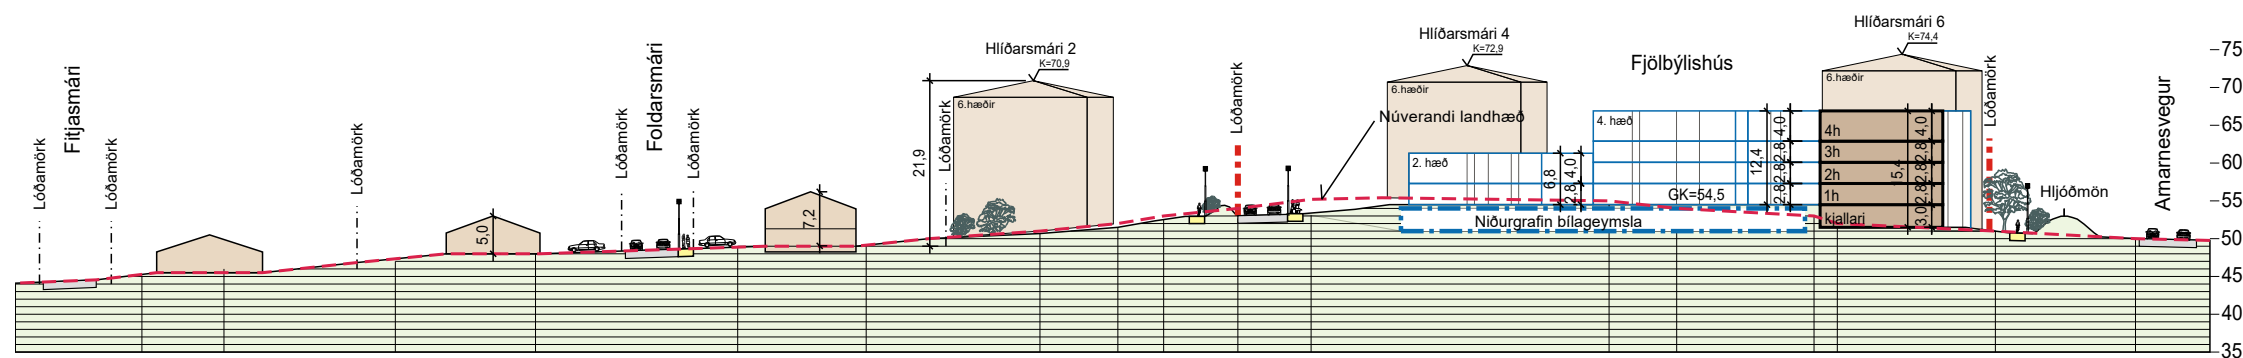 Lóðamörk
Fitjasmári
Lóðamörk
Lóðamörk
5,0
Lóðamörk
Foldarsmári
Lóðamörk
7,2
21,9
Lóðamörk
Hlíðarsmári 2
K=70,9
6.hæðir
Lóðamörk
Núverandi landhæð
Hlíðarsmári 4
K=72,9
6.hæðir
2. hæð
6,8
2,8 4,0
Fjölbýlishús
4. hæð
12,4
2,8 2,8 2,8 4,0
GK=54,5
Niðurgrafin bílageymsla
Hlíðarsmári 6
K=74,4
6.hæðir
4h
3h
2h
1h
kjallari
15,4
3,0 2,8 2,8 2,8 4,0
Lóðamörk
Hljóðmön
Arnarnesvegur
75
70
65
60
55
50
45
40
35